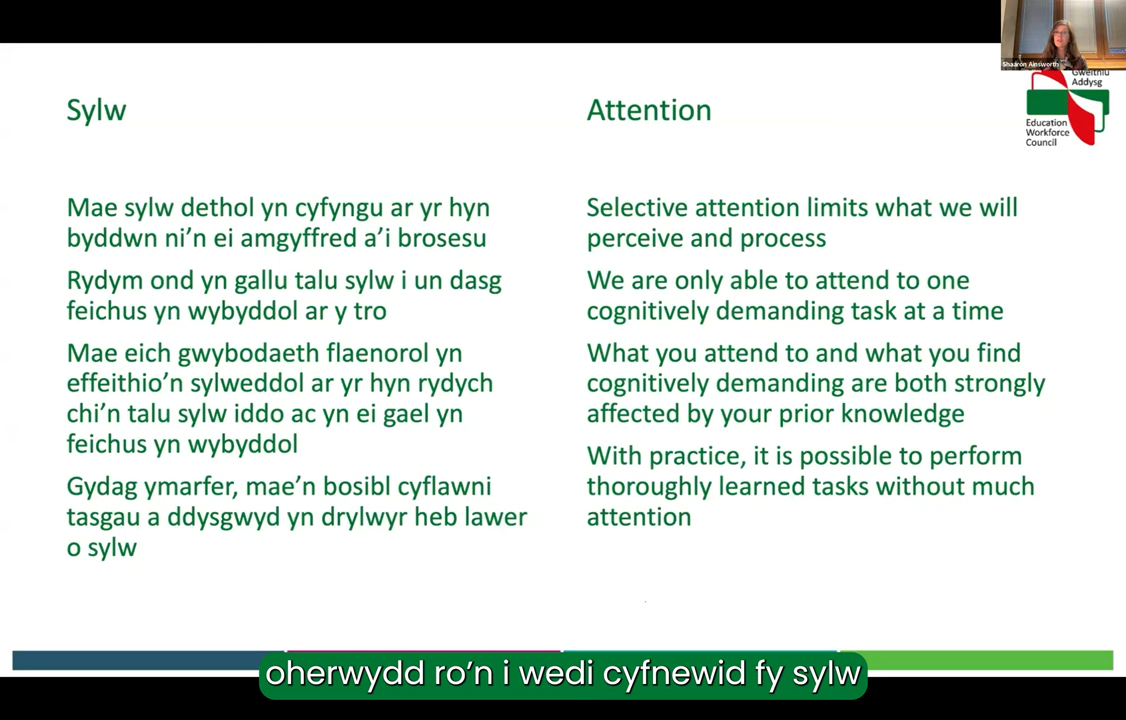 Shaaron Ainsworth
Gweithlu
Addysg
Education
Workforce
Council
Sylw
Mae sylw dethol yn cyfyngu ar yr hyn
byddwn ni’n ei amgyffred a’i brosesu
Rydym ond yn gallu talu sylw i un dasg
feichus yn wybyddol ar y tro
Mae eich gwybodaeth flaenorol yn
effeithio’n sylweddol ar yr hyn rydych
chi’n talu sylw iddo ac yn ei gael yn
feichus yn wybyddol
Gydag ymarfer, mae’n bosibl cyflawni
tasgau a ddysgwyd yn drylwyr heb lawer
o sylw
Attention
Selective attention limits what we will
perceive and process
We are only able to attend to one
cognitively demanding task at a time
What you attend to and what you find
cognitively demanding are both strongly
affected by your prior knowledge
With practice, it is possible to perform
thoroughly learned tasks without much
attention
oherwydd ro’n i wedi cyfnewid fy sylw